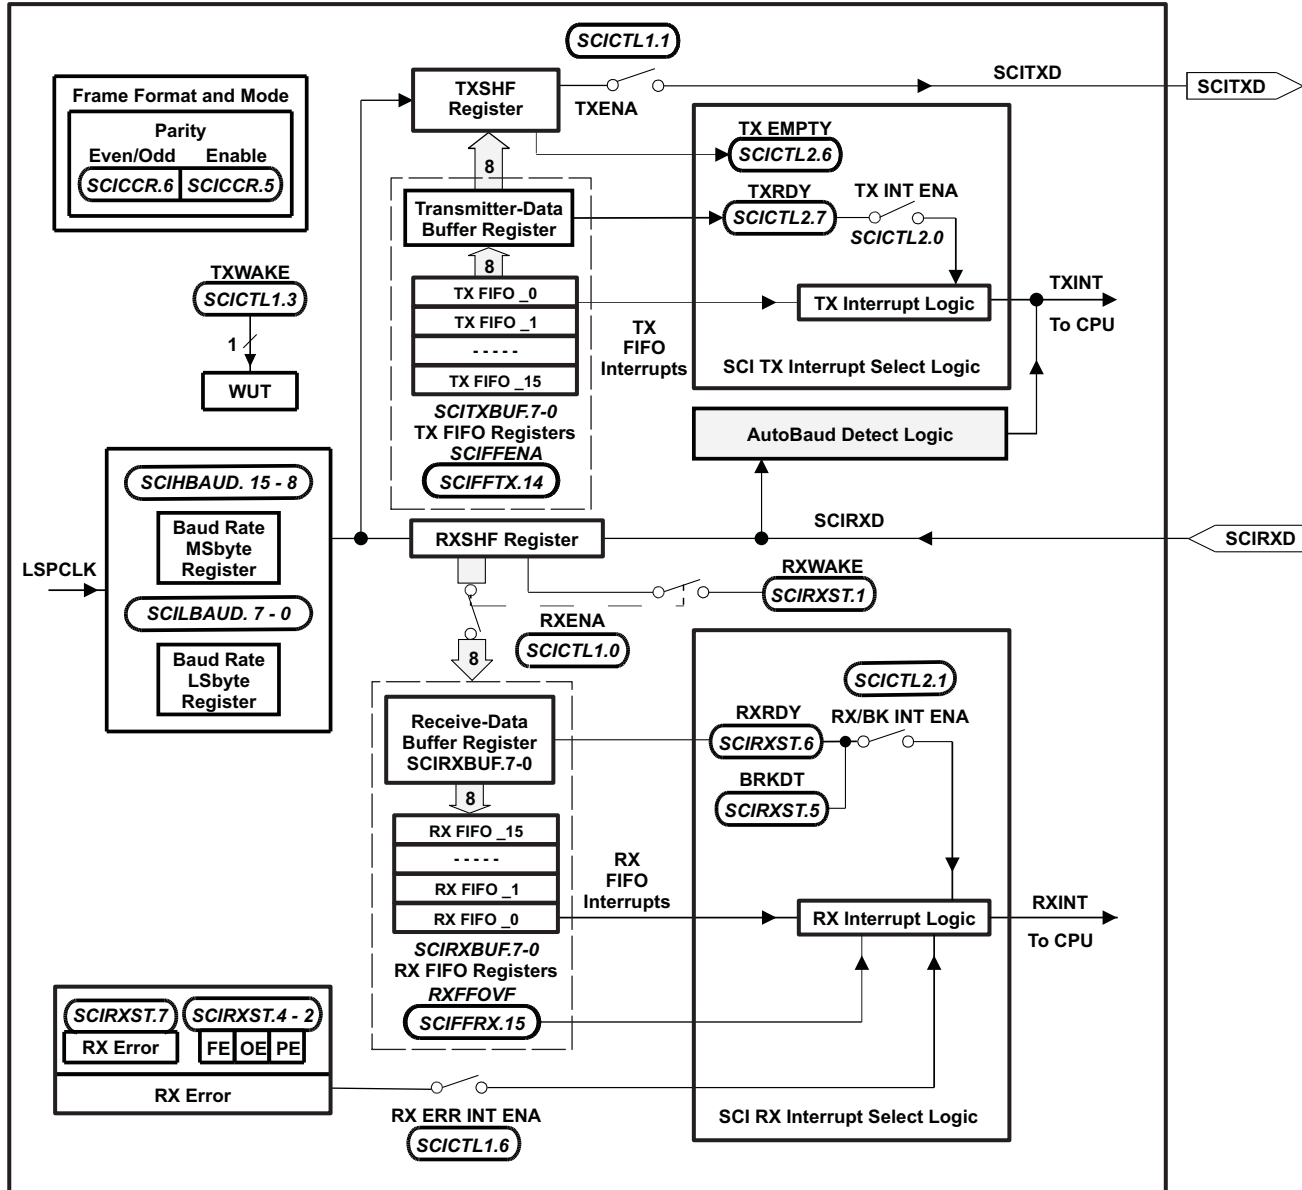 SCICTL1.1
TXSHF
Register
TXENA
SCITXD
SCITXD
Frame Format and Mode
Parity
Even/Odd Enable
SCICCR.6 SCICCR.5
TX EMPTY
SCICTL2.6
8
TXRDY
SCICTL2.7
TX INT ENA
SCICTL2.0
Transmitter-Data
Buffer Register
8
TXWAKE
SCICTL1.3
1
WUT
TX FIFO _0
TX FIFO _1
- - - - -
TX FIFO _15
SCITXBUF.7-0
TX FIFO Registers
SCIFFENA
SCIFFTX.14
TX
FIFO
Interrupts
TX Interrupt Logic
TXINT
To CPU
SCI TX Interrupt Select Logic
AutoBaud Detect Logic
LSPCLK
SCIHBAUD. 15 - 8
Baud Rate
MSbyte
Register
SCILBAUD. 7 - 0
Baud Rate
LSbyte
Register
RXSHF Register
SCIRXD
SCIRXD
RXWAKE
SCIRXST.1
RXENA
SCICTL1.0
8
Receive-Data
Buffer Register
SCIRXBUF.7-0
8
SCICTL2.1
RXRDY
SCIRXST.6
RX/BK INT ENA
BRKDT
SCIRXST.5
RX FIFO _15
- - - - -
RX FIFO _1
RX FIFO _0
SCIRXBUF.7-0
RX FIFO Registers
RXFFOVF
SCIFFRX.15
RX
FIFO
Interrupts
RX Interrupt Logic
RXINT
To CPU
SCIRXST.7 SCIRXST.4 - 2
RX Error FE OE PE
RX Error
RX ERR INT ENA
SCICTL1.6
SCI RX Interrupt Select Logic